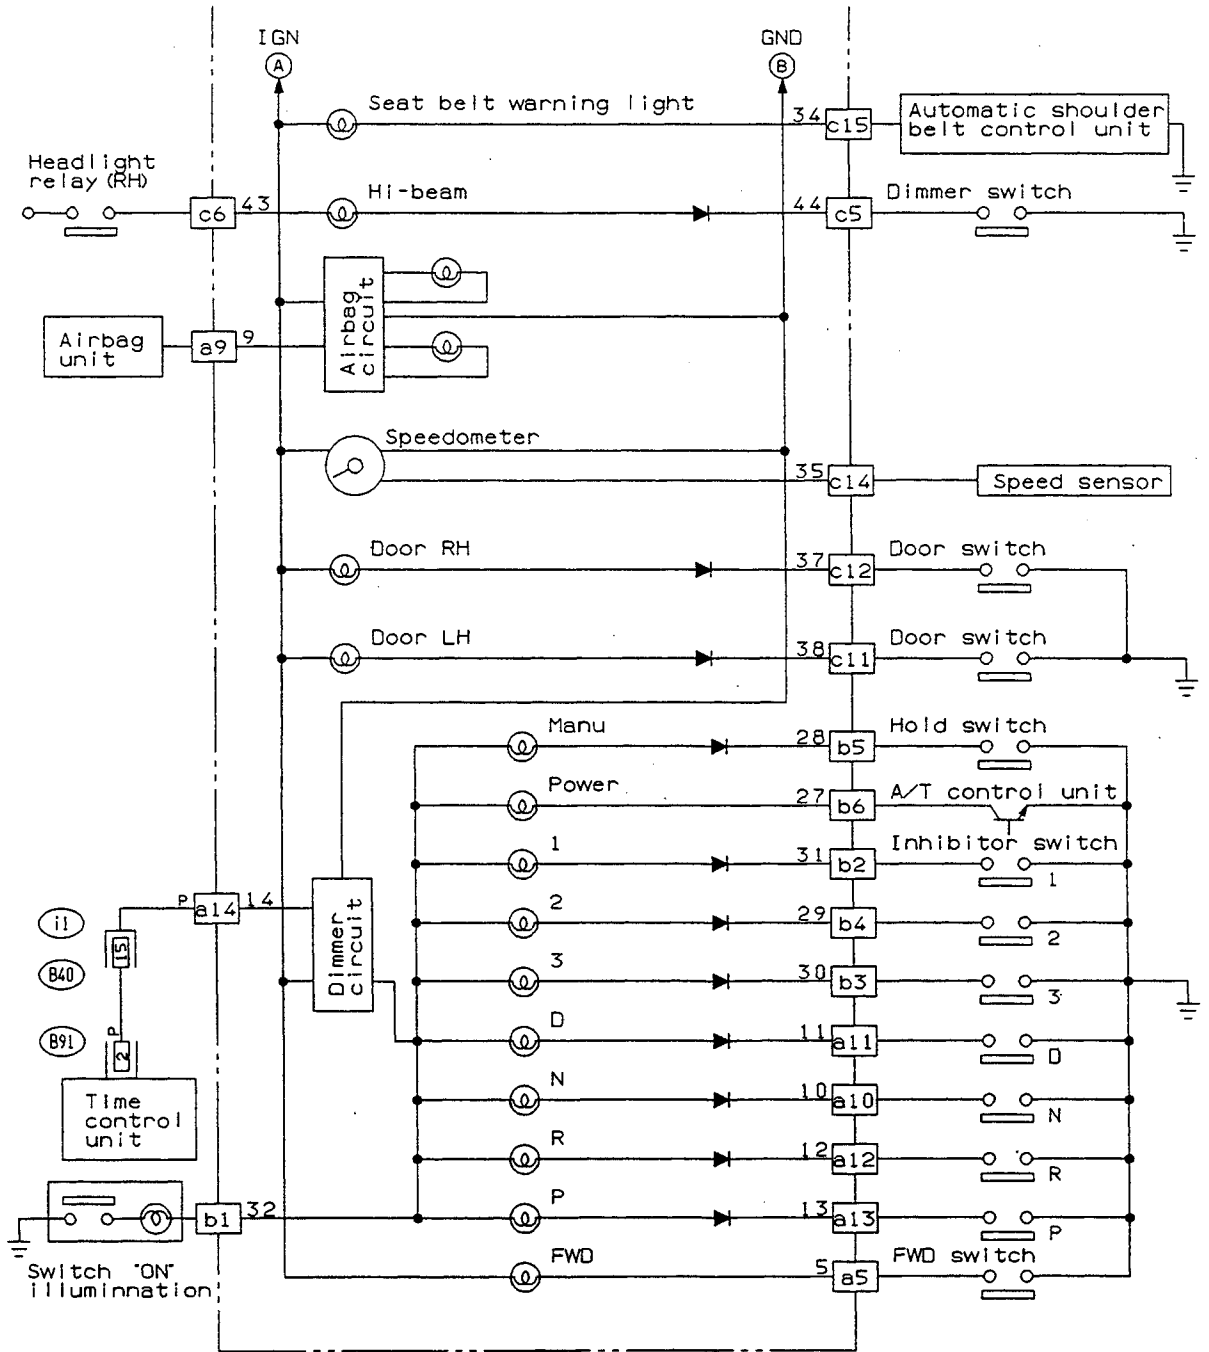 IGN
GND
A
B
Seat belt warning light
34
c15
Automatic shoulder
belt control unit
Headlight
relay (RH)
c6
43
Hi-beam
44
c5
Dimmer switch
Airbag
circuit
Airbag
unit
a9
9
Speedometer
35
c14
Speed sensor
Door RH
37
c12
Door switch
Door LH
38
c11
Door switch
Manu
28
b5
Hold switch
Power
27
b6
A/T control unit
1
31
b2
Inhibitor switch
1
P
a14
14
Dimmer
circuit
2
29
b4
2
i1
15
B40
3
30
b3
3
B91
P
2
D
11
a11
D
Time
control
unit
N
10
a10
N
R
12
a12
R
b1
32
P
13
a13
P
Switch "ON"
illuminnation
FWD
5
a5
FWD switch